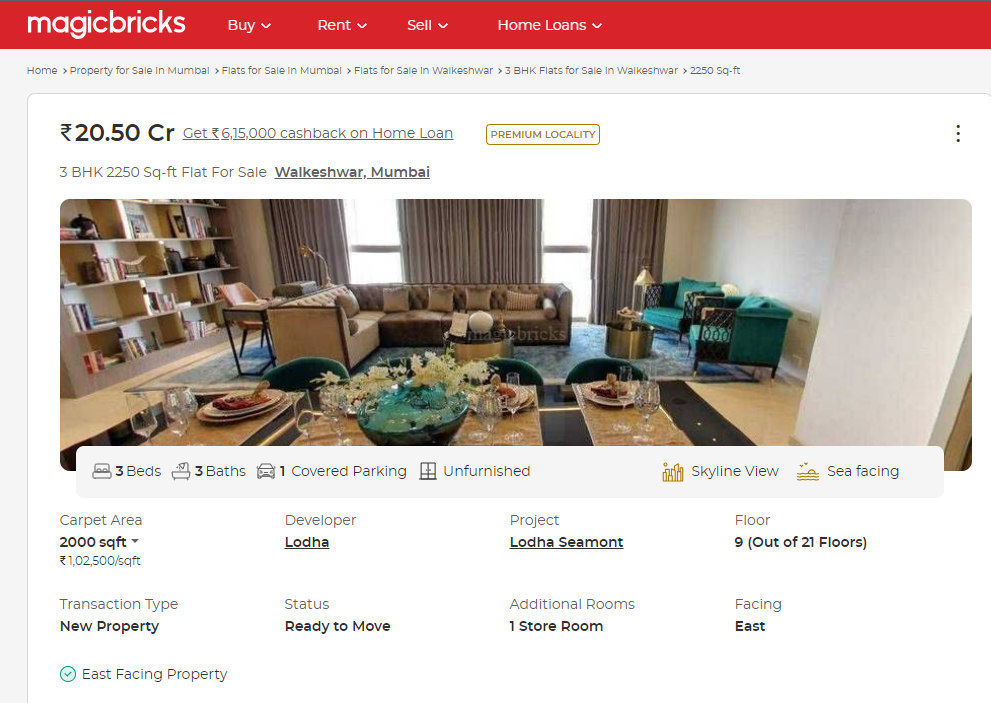 magicbricks Buy Rent Sell Home Loans
Home > Property for Sale in Mumbai > Flats for Sale in Mumbai > Flats for Sale in Walkeshwar > 3 BHK Flats for Sale in Walkeshwar > 2250 Sq-ft
₹20.50 Cr Get ₹6,15,000 cashback on Home Loan PREMIUM LOCALITY
3 BHK 2250 Sq-ft Flat For Sale Walkeshwar, Mumbai
magicbricks
3 Beds 3 Baths 1 Covered Parking Unfurnished Skyline View Sea facing
Carpet Area Developer Project Floor
2000 sqft Lodha Lodha Seamont 9 (Out of 21 Floors)
₹1,02,500/sqft
Transaction Type Status Additional Rooms Facing
New Property Ready to Move 1 Store Room East
East Facing Property